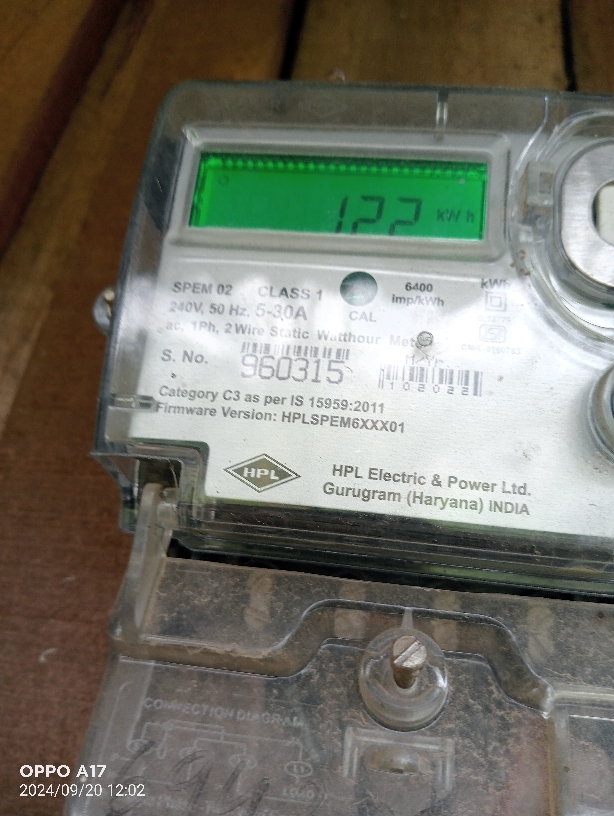 122 kWh
SPEM 02 CLASS 1 6400 kWh
240V, 50 Hz, 5-30A CAL Imp/kWh
ac, 1Ph, 2 Wire Static Watthour
S. No. 960315 102022
Category C3 as per IS 15959:2011
Firmware Version: HPLSPEM6XXX01
HPL HPL Electric & Power Ltd.
Gurugram (Haryana) INDIA
CONNECTION DIAGRAM
OPPO A17
2024/09/20 12:02